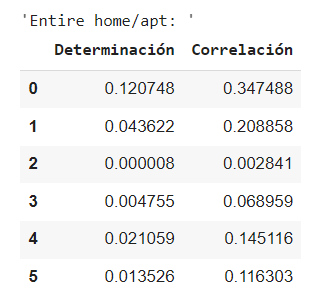 'Entire home/apt: '
Determinación Correlación
0 0.120748 0.347488
1 0.043622 0.208858
2 0.000008 0.002841
3 0.004755 0.068959
4 0.021059 0.145116
5 0.013526 0.116303